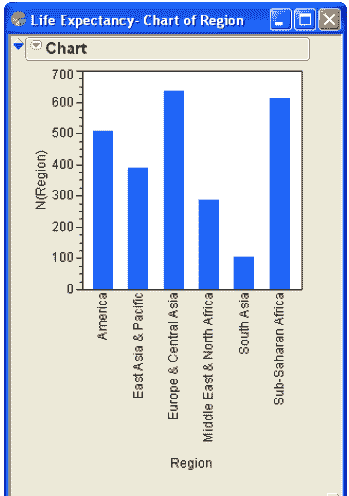 Life Expectancy- Chart of Region
Chart
700
600
500
400
300
200
100
0
N(Region)
America
East Asia & Pacific
Europe & Central Asia
Middle East & North Africa
South Asia
Sub-Saharan Africa
Region